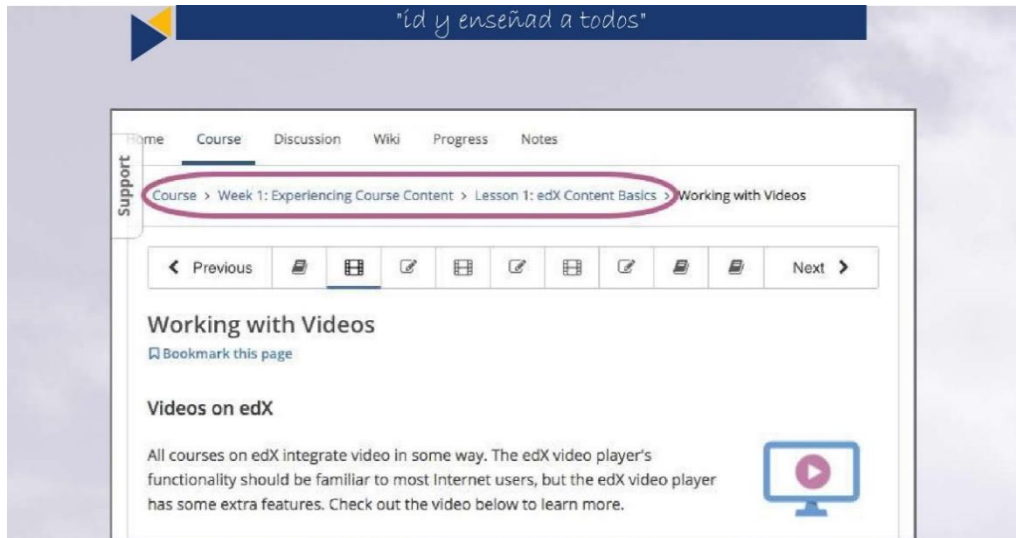 "id y enseñad a todos"
Home Course Discussion Wiki Progress Notes
Support
Course > Week 1: Experiencing Course Content > Lesson 1: edX Content Basics > Working with Videos
< Previous Next >
Working with Videos
Bookmark this page
Videos on edX
All courses on edX integrate video in some way. The edX video player's
functionality should be familiar to most Internet users, but the edX video player
has some extra features. Check out the video below to learn more.